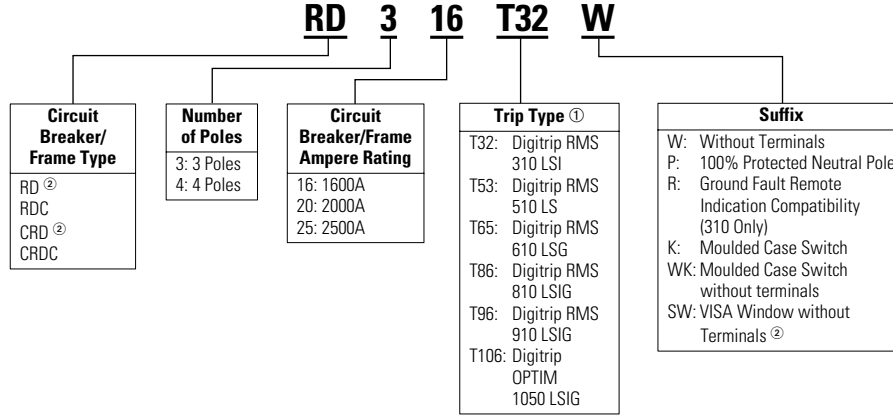 RD 3 16 T32 W
Circuit
Breaker/
Frame Type
RD ②
RDC
CRD ②
CRDC
Number
of Poles
3: 3 Poles
4: 4 Poles
Circuit
Breaker/Frame
Ampere Rating
16: 1600A
20: 2000A
25: 2500A
Trip Type ①
T32: Digitrip RMS
310 LSI
T53: Digitrip RMS
510 LS
T65: Digitrip RMS
610 LSG
T86: Digitrip RMS
810 LSIG
T96: Digitrip RMS
910 LSIG
T106: Digitrip
OPTIM
1050 LSIG
Suffix
W: Without Terminals
P: 100% Protected Neutral Pole
R: Ground Fault Remote
Indication Compatibility
(310 Only)
K: Moulded Case Switch
WK: Moulded Case Switch
without terminals
SW: VISA Window without
Terminals ②